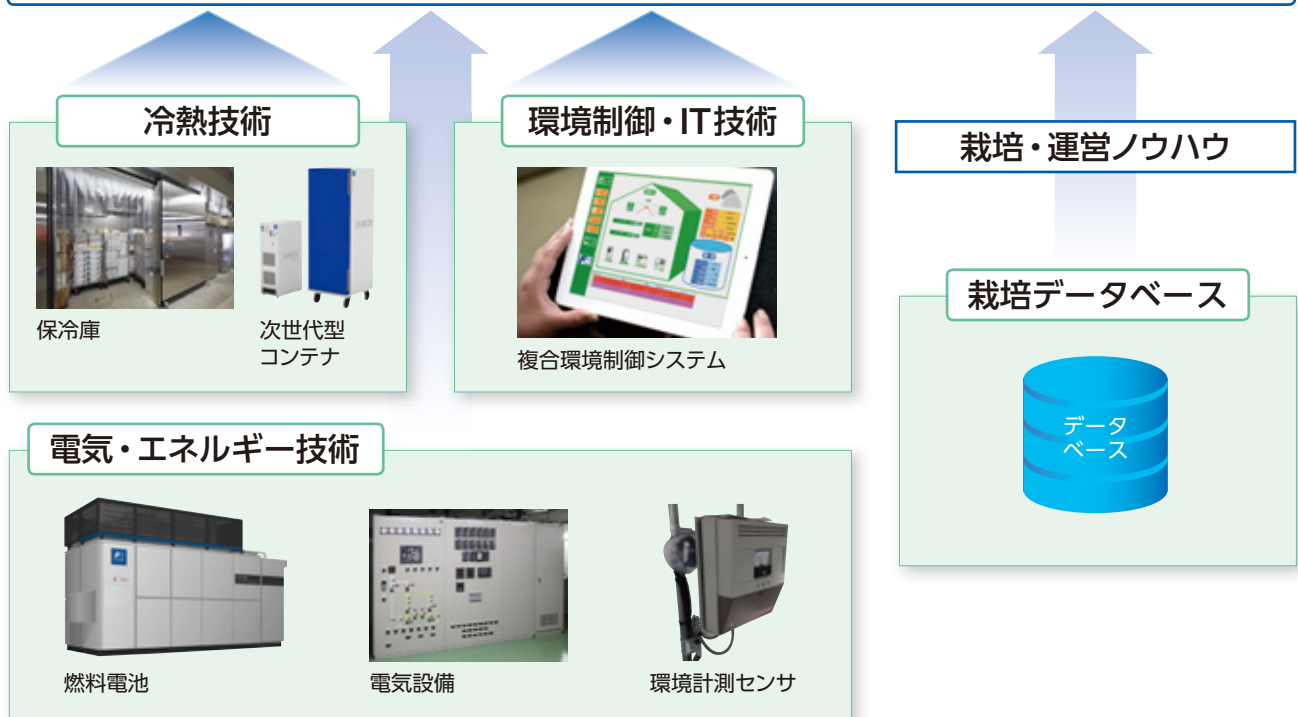 冷熱技術
保冷庫
次世代型
コンテナ
環境制御・IT技術
複合環境制御システム
栽培・運営ノウハウ
栽培データベース
データ
ベース
電気・エネルギー技術
燃料電池
電気設備
環境計測センサ